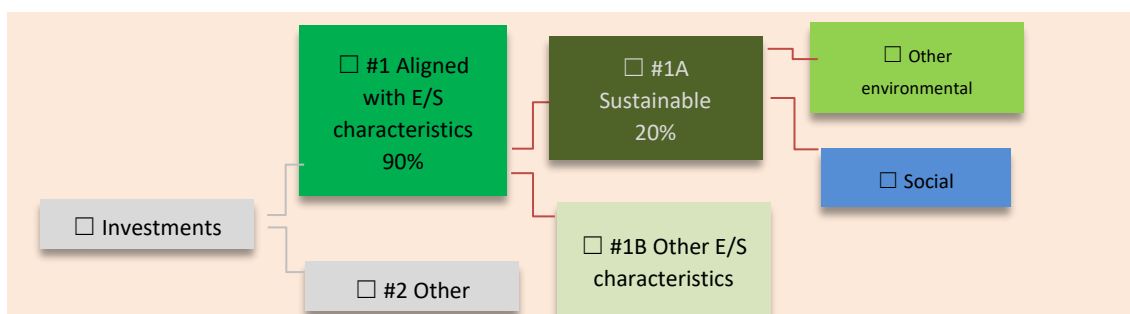 ☐ #1 Aligned
with E/S
characteristics
90%
☐ #1A
Sustainable
20%
☐ Other
environmental
☐ Social
☐ Investments
☐ #1B Other E/S
characteristics
☐ #2 Other